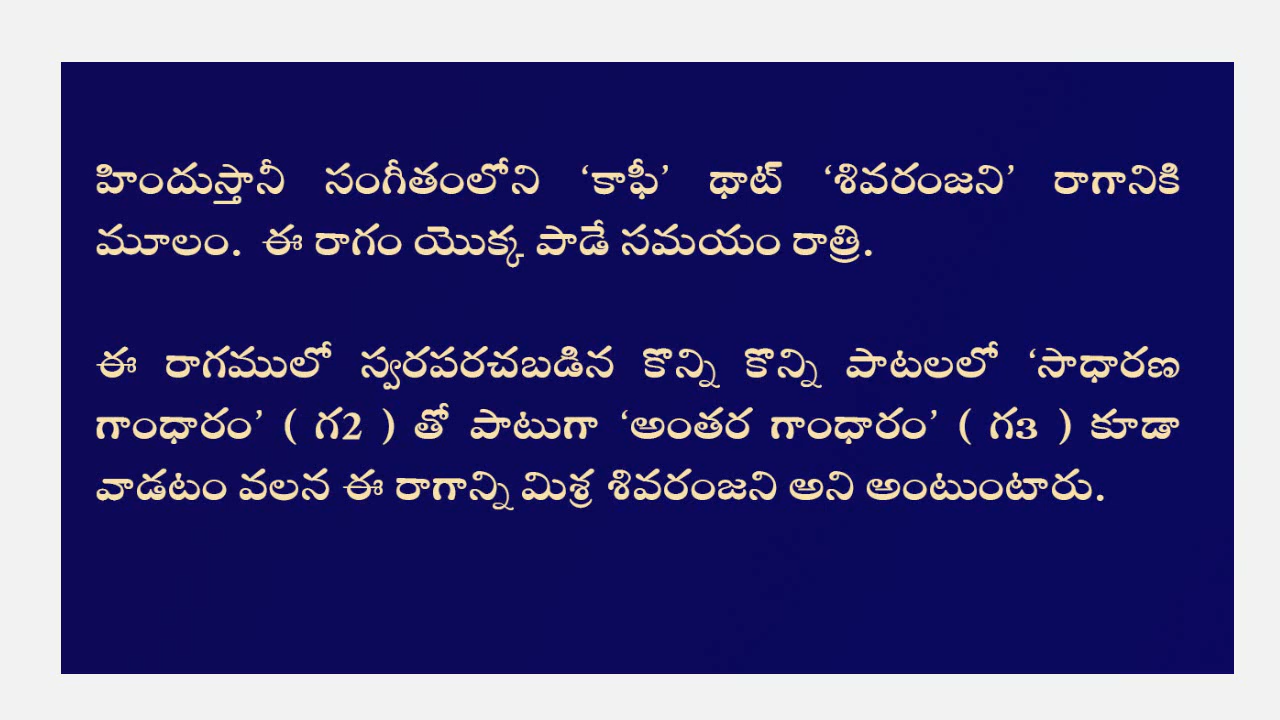 హిందుస్తానీ సంగీతంలోని ‘కాఫీ’ థాట్ ‘శివరంజని’ రాగానికి
మూలం. ఈ రాగం యొక్క పాడే సమయం రాత్రి.
ఈ రాగములో స్వరపరచబడిన కొన్ని కొన్ని పాటలలో ‘సాధారణ
గాంధారం’ ( గ2 ) తో పాటుగా ‘అంతర గాంధారం’ ( గ3 ) కూడా
వాడటం వలన ఈ రాగాన్ని మిశ్ర శివరంజని అని అంటుంటారు.